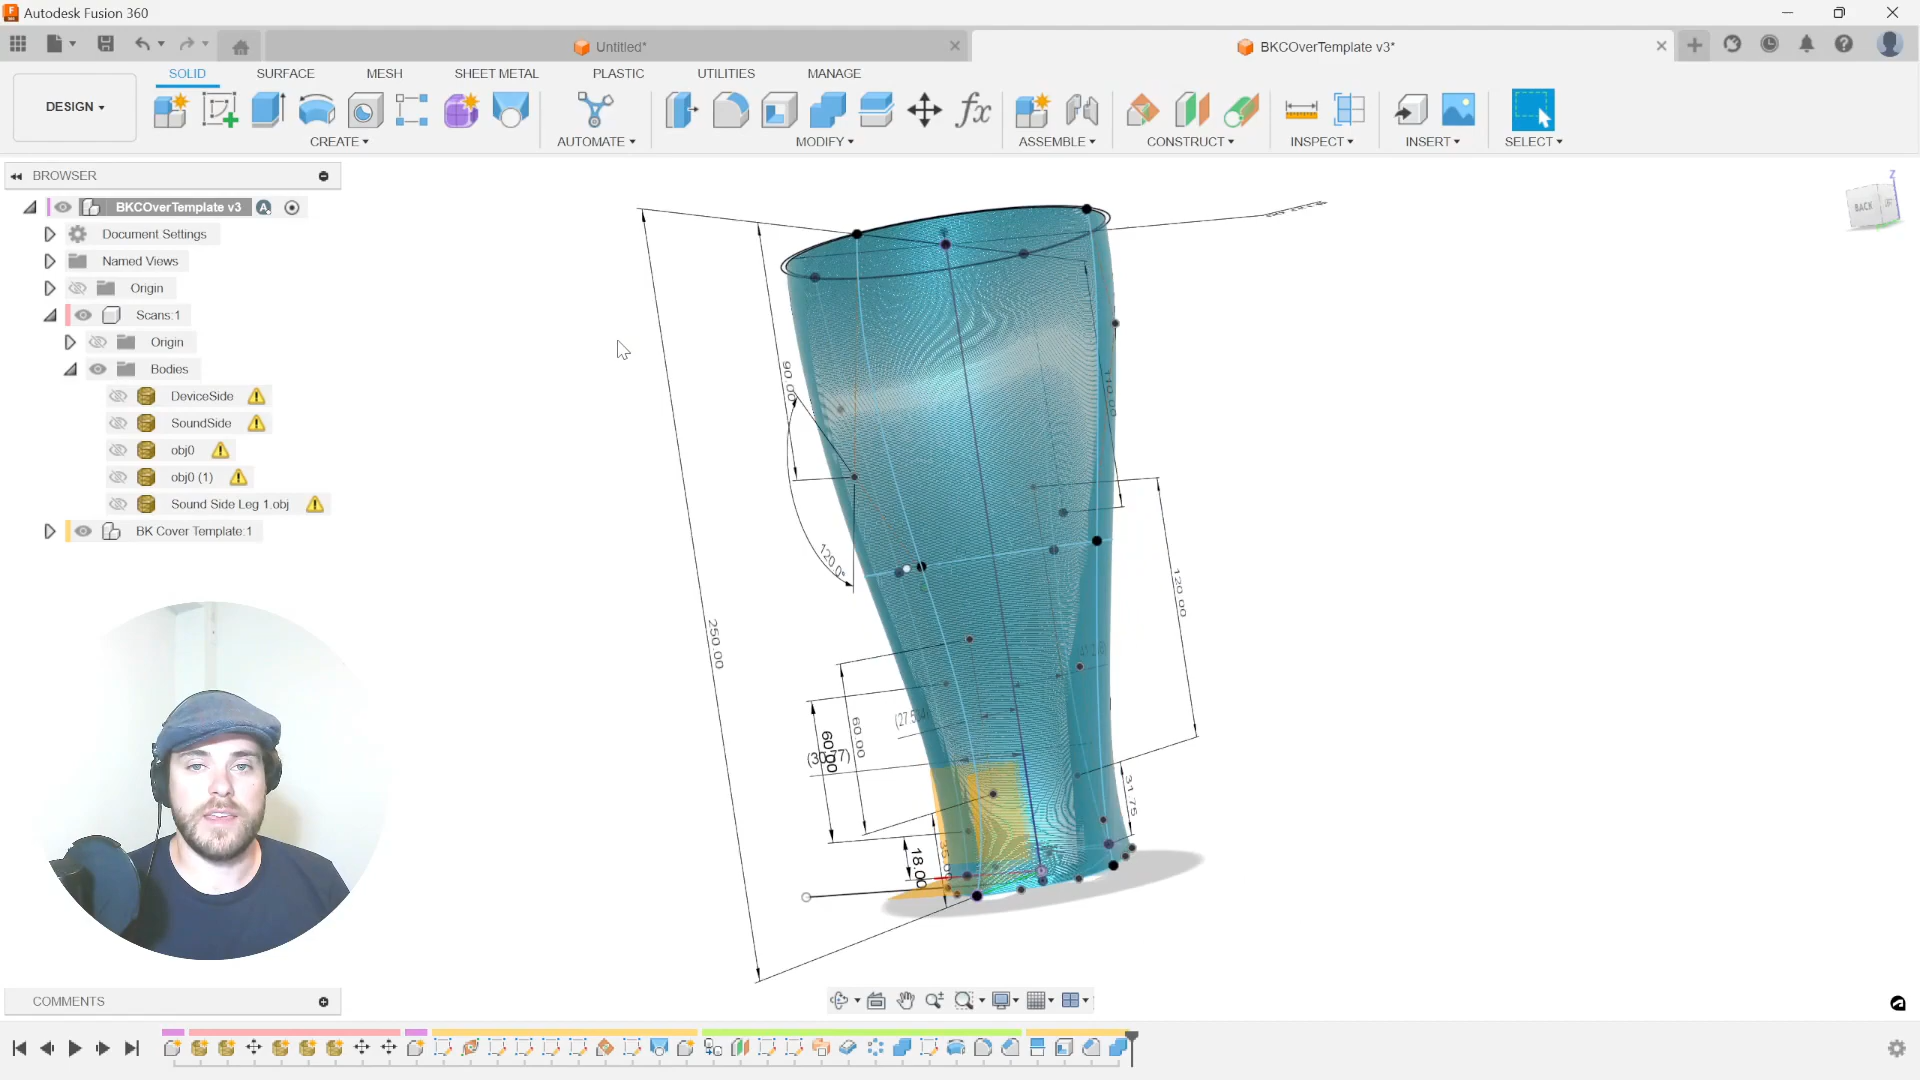 Autodesk Fusion 360
Untitled*
BKCOverTemplate v3*
SOLID SURFACE MESH SHEET METAL PLASTIC UTILITIES MANAGE
DESIGN
CREATE AUTOMATE MODIFY ASSEMBLE CONSTRUCT INSPECT INSERT SELECT
fx
BROWSER
BKCOverTemplate v3
Document Settings
Named Views
Origin
Scans:1
Origin
Bodies
DeviceSide
SoundSide
obj0
obj0 (1)
Sound Side Leg 1.obj
BK Cover Template:1
Z
BACK
90.00
110.00
120.0°
120.00
250.00
60.00
60.00
31.75
18.00
COMMENTS